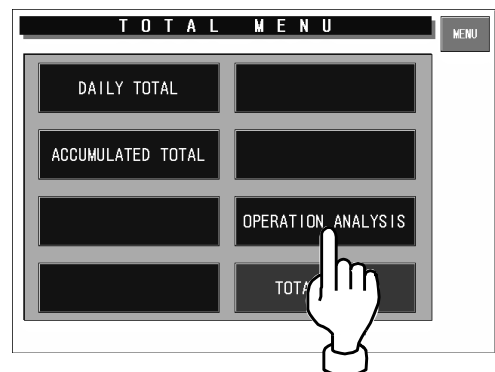 TOTAL MENU
MENU
DAILY TOTAL
ACCUMULATED TOTAL
OPERATION ANALYSIS